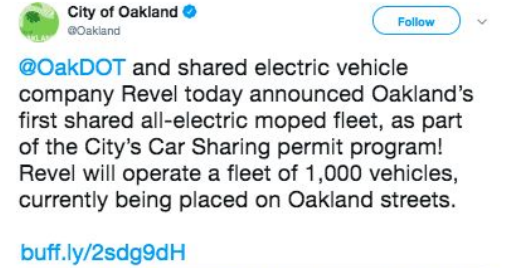 City of Oakland
@Oakland
Follow
@OakDOT and shared electric vehicle
company Revel today announced Oakland's
first shared all-electric moped fleet, as part
of the City's Car Sharing permit program!
Revel will operate a fleet of 1,000 vehicles,
currently being placed on Oakland streets.
buff.ly/2sdg9dH